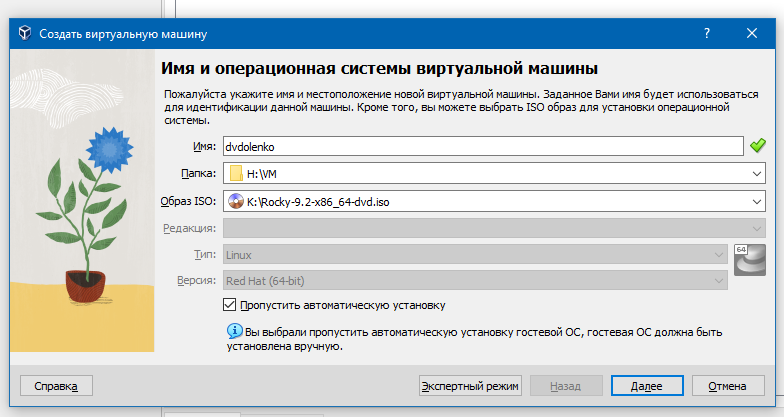 Создать виртуальную машину
?
Имя и операционная системы виртуальной машины
Пожалуйста укажите имя и местоположение новой виртуальной машины. Заданное Вами имя будет использоваться
для идентификации данной машины. Кроме того, вы можете выбрать ISO образ для установки операционной
системы.
Имя: dvdolenko
Папка: H:\VM
Образ ISO: K:\Rocky-9.2-x86_64-dvd.iso
Редакция:
Тип: Linux 64
Версия: Red Hat (64-bit)
Пропустить автоматическую установку
Вы выбрали пропустить автоматическую установку гостевой ОС, гостевая ОС должна быть
установлена вручную.
Справка Экспертный режим Назад Далее Отмена